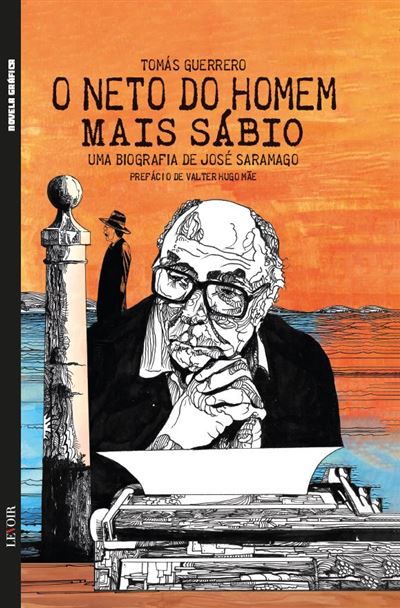 TOMÁS GUERRERO
O NETO DO HOMEM
MAIS SÁBIO
UMA BIOGRAFIA DE JOSÉ SARAMAGO
PREFÁCIO DE VALTER HUGO MÃE
NOVELA GRÁFICA
LEVOIR